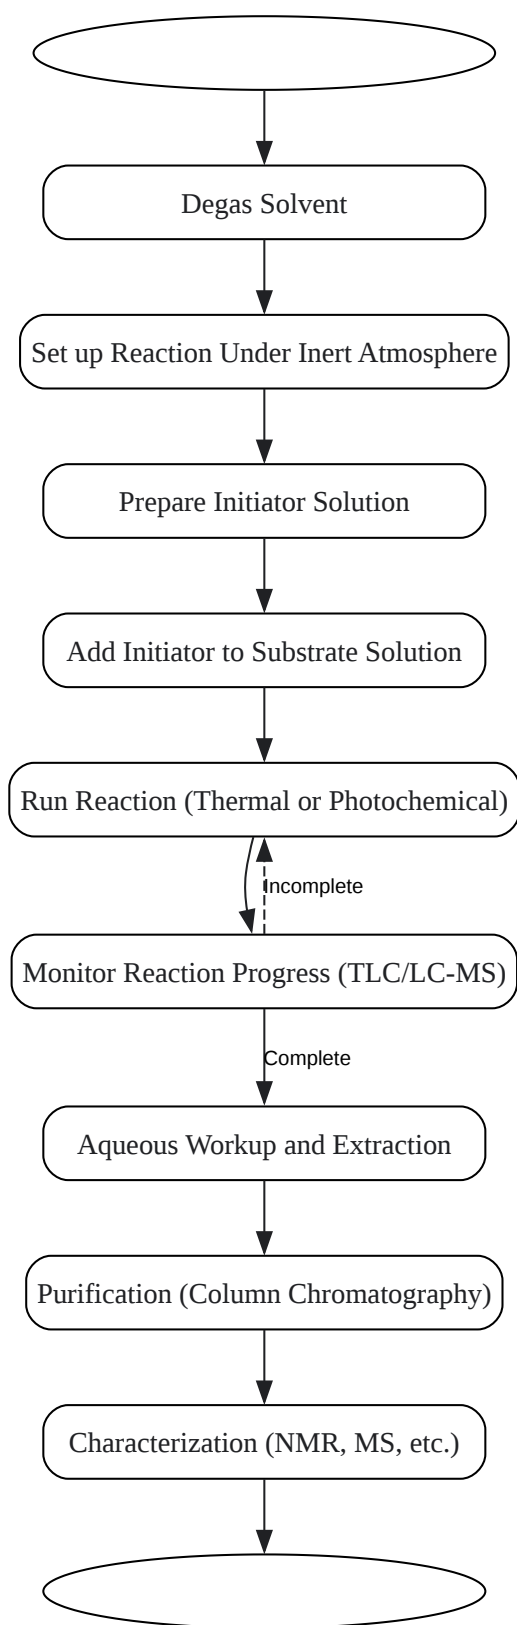 Degas Solvent
Set up Reaction Under Inert Atmosphere
Prepare Initiator Solution
Add Initiator to Substrate Solution
Run Reaction (Thermal or Photochemical)
Incomplete
Monitor Reaction Progress (TLC/LC-MS)
Complete
Aqueous Workup and Extraction
Purification (Column Chromatography)
Characterization (NMR, MS, etc.)